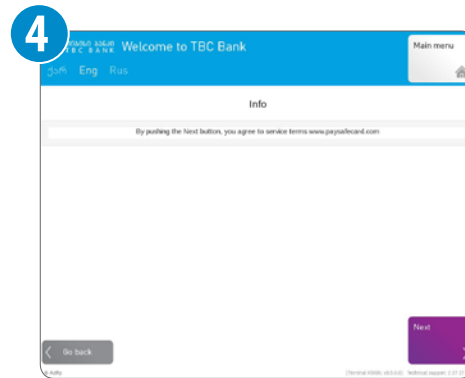 4
TBC BANK Welcome to TBC Bank
Main menu
ქარ Eng Rus
Info
By pushing the Next button, you agree to service terms www.paysafecard.com
Next
Go back